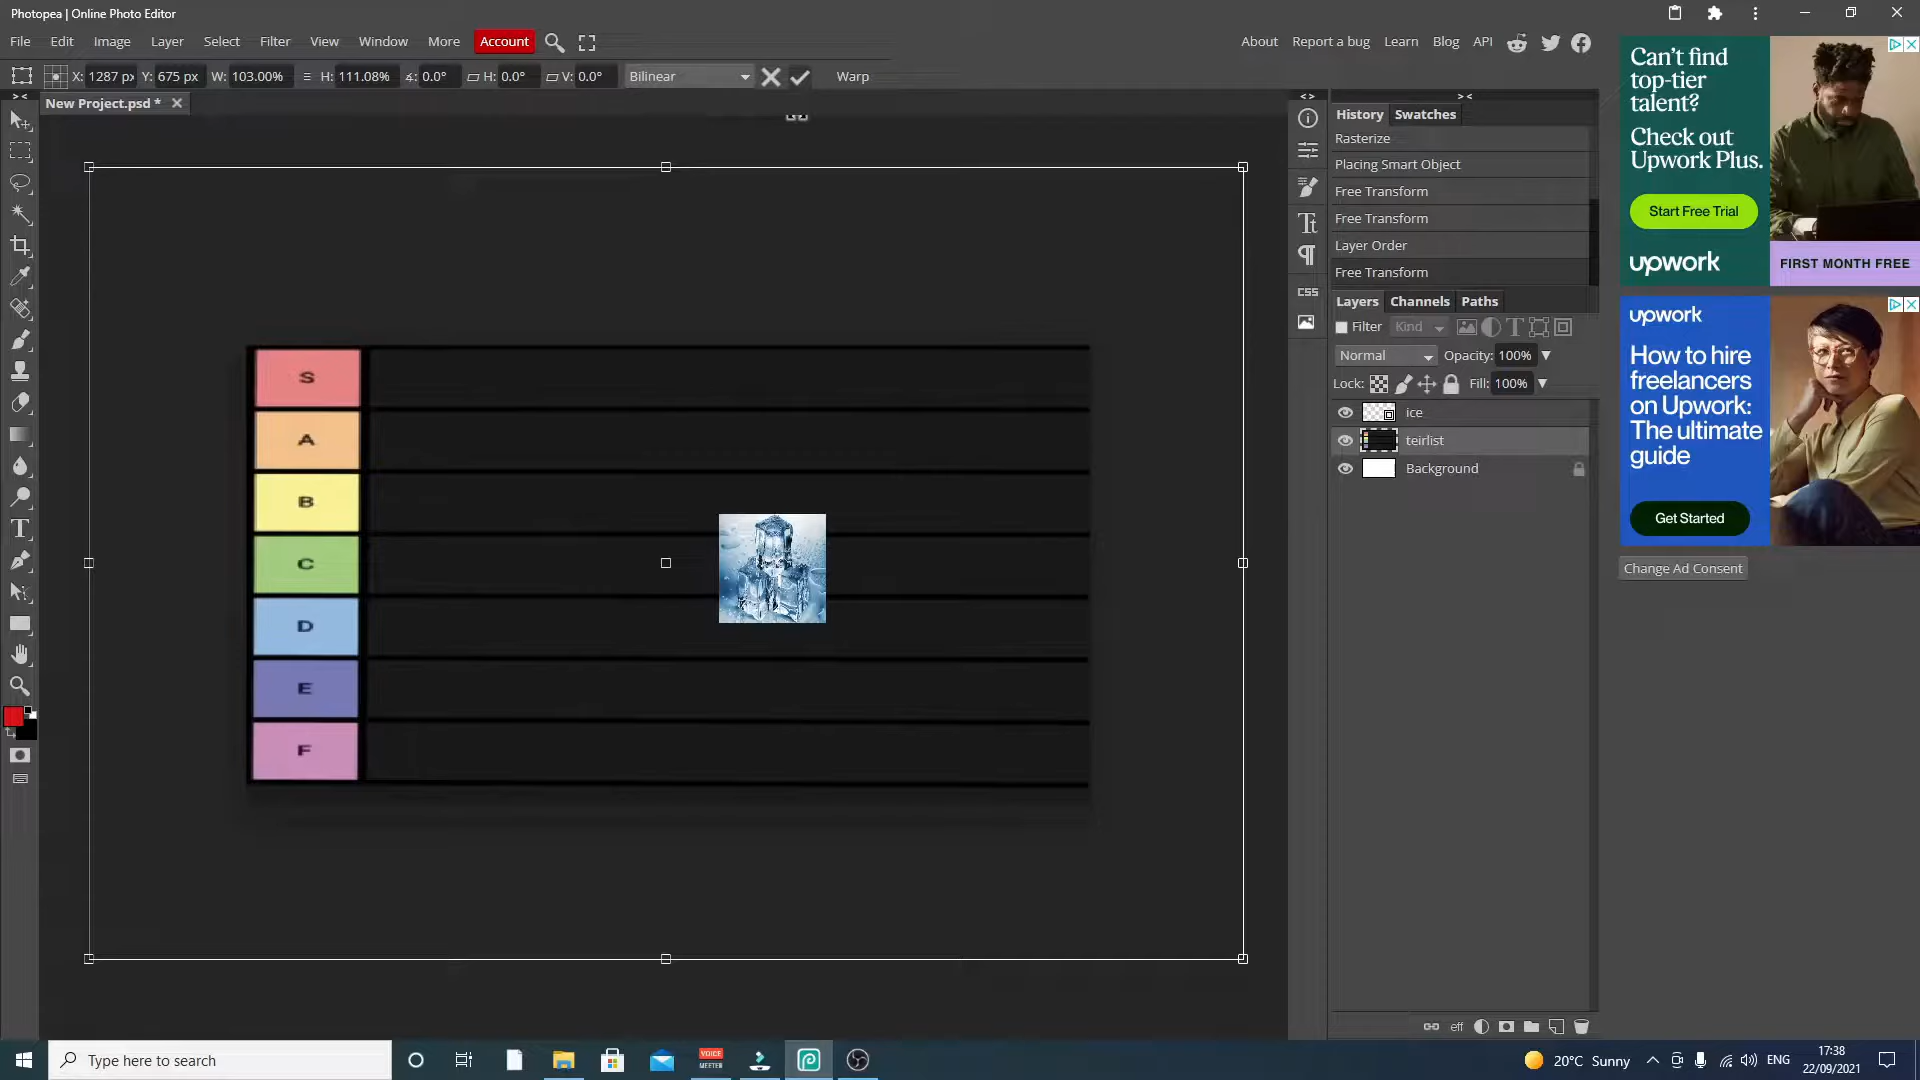 Photopea | Online Photo Editor
File Edit Image Layer Select Filter View Window More Account
About Report a bug Learn Blog API
X: 1287 px Y: 675 px W: 103.00% H: 111.08% 0.0° H: 0.0° V: 0.0° Bilinear Warp
New Project.psd *
History Swatches
Rasterize
Placing Smart Object
Free Transform
Free Transform
Layer Order
Free Transform
Layers Channels Paths
Filter Kind
Normal Opacity: 100%
Lock: Fill: 100%
ice
teirlist
Background
eff
CSS
S
A
B
C
D
E
F
Can't find
top-tier
talent?
Check out
Upwork Plus.
Start Free Trial
upwork
FIRST MONTH FREE
upwork
How to hire
freelancers
on Upwork:
The ultimate
guide
Get Started
Change Ad Consent
Type here to search
VOICE
MEETER
20°C Sunny
ENG
17:38
22/09/2021